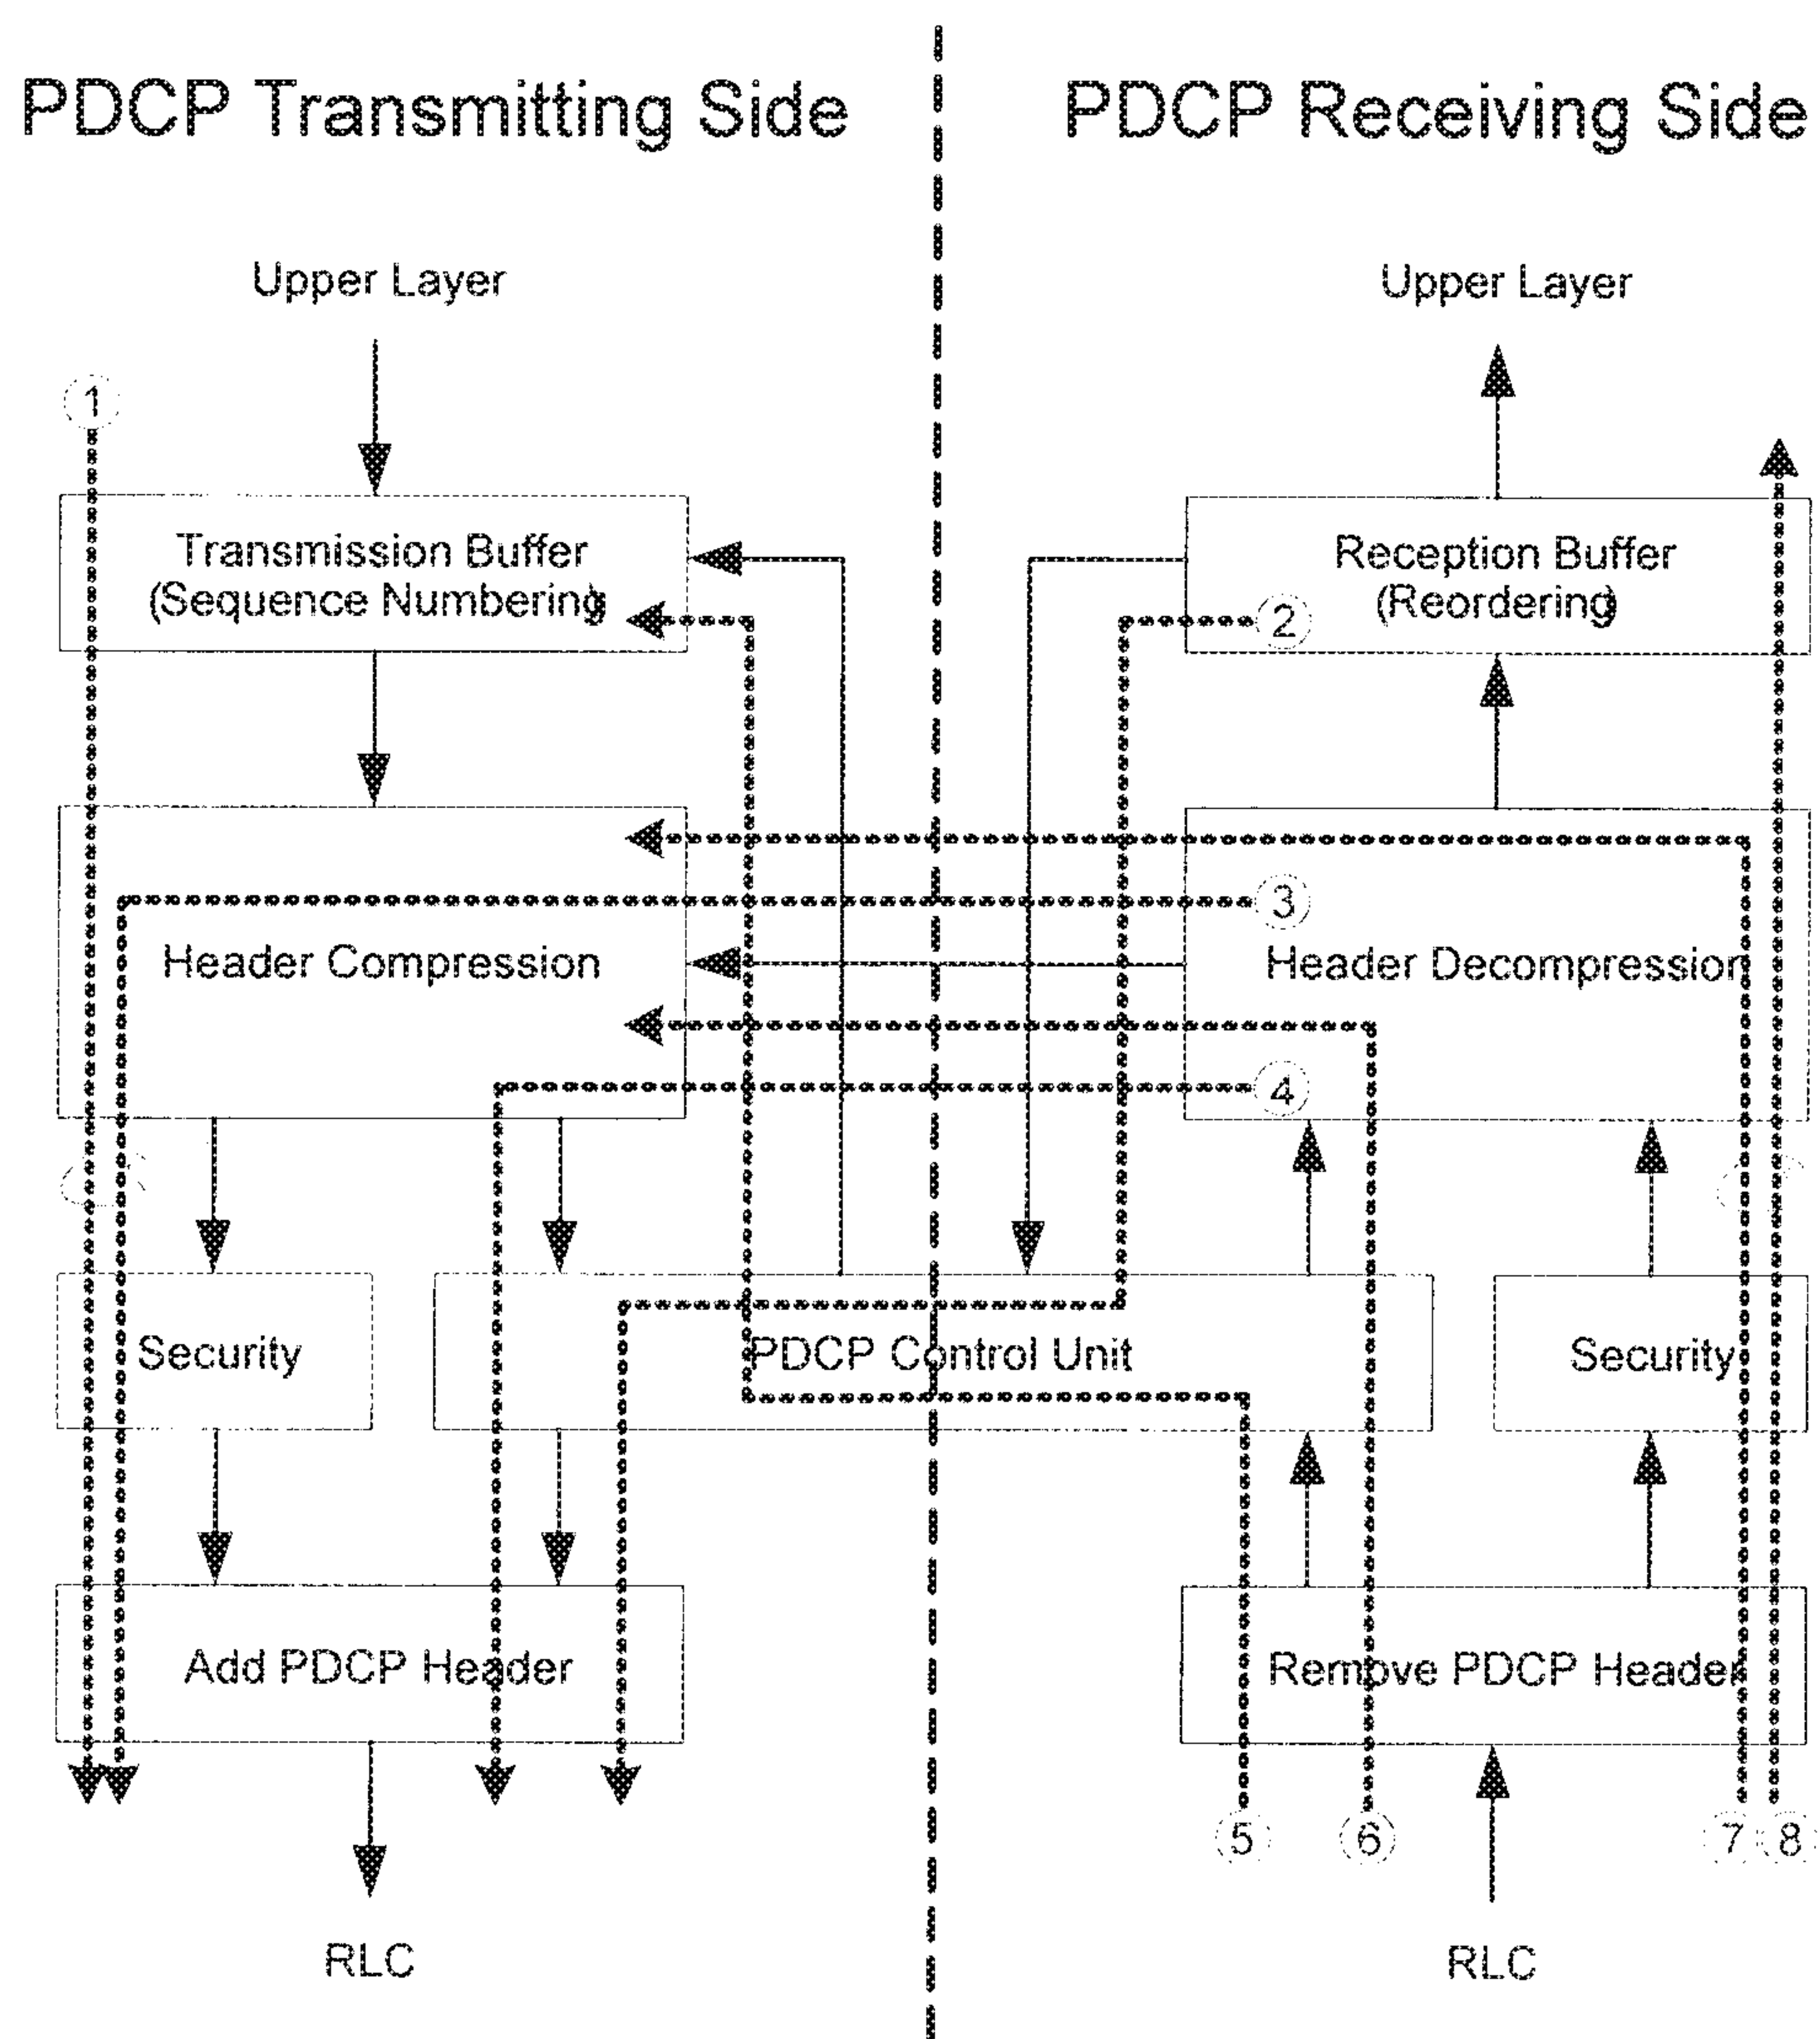 PDCP Transmitting Side
PDCP Receiving Side
Upper Layer
Upper Layer
1
Transmission Buffer
(Sequence Numbering)
Reception Buffer
(Reordering)
2
3
Header Compression
Header Decompression
4
Security
PDCP Control Unit
Security
Add PDCP Header
Remove PDCP Header
5
6
7
8
RLC
RLC